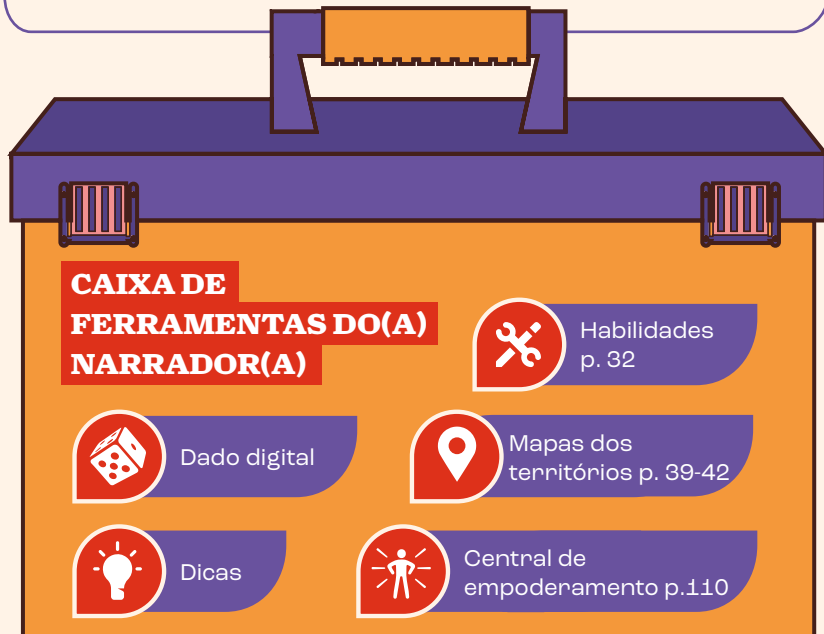 CAIXA DE
FERRAMENTAS DO(A)
NARRADOR(A)
Habilidades
p. 32
Dado digital
Mapas dos
territórios p. 39-42
Dicas
Central de
empoderamento p.110